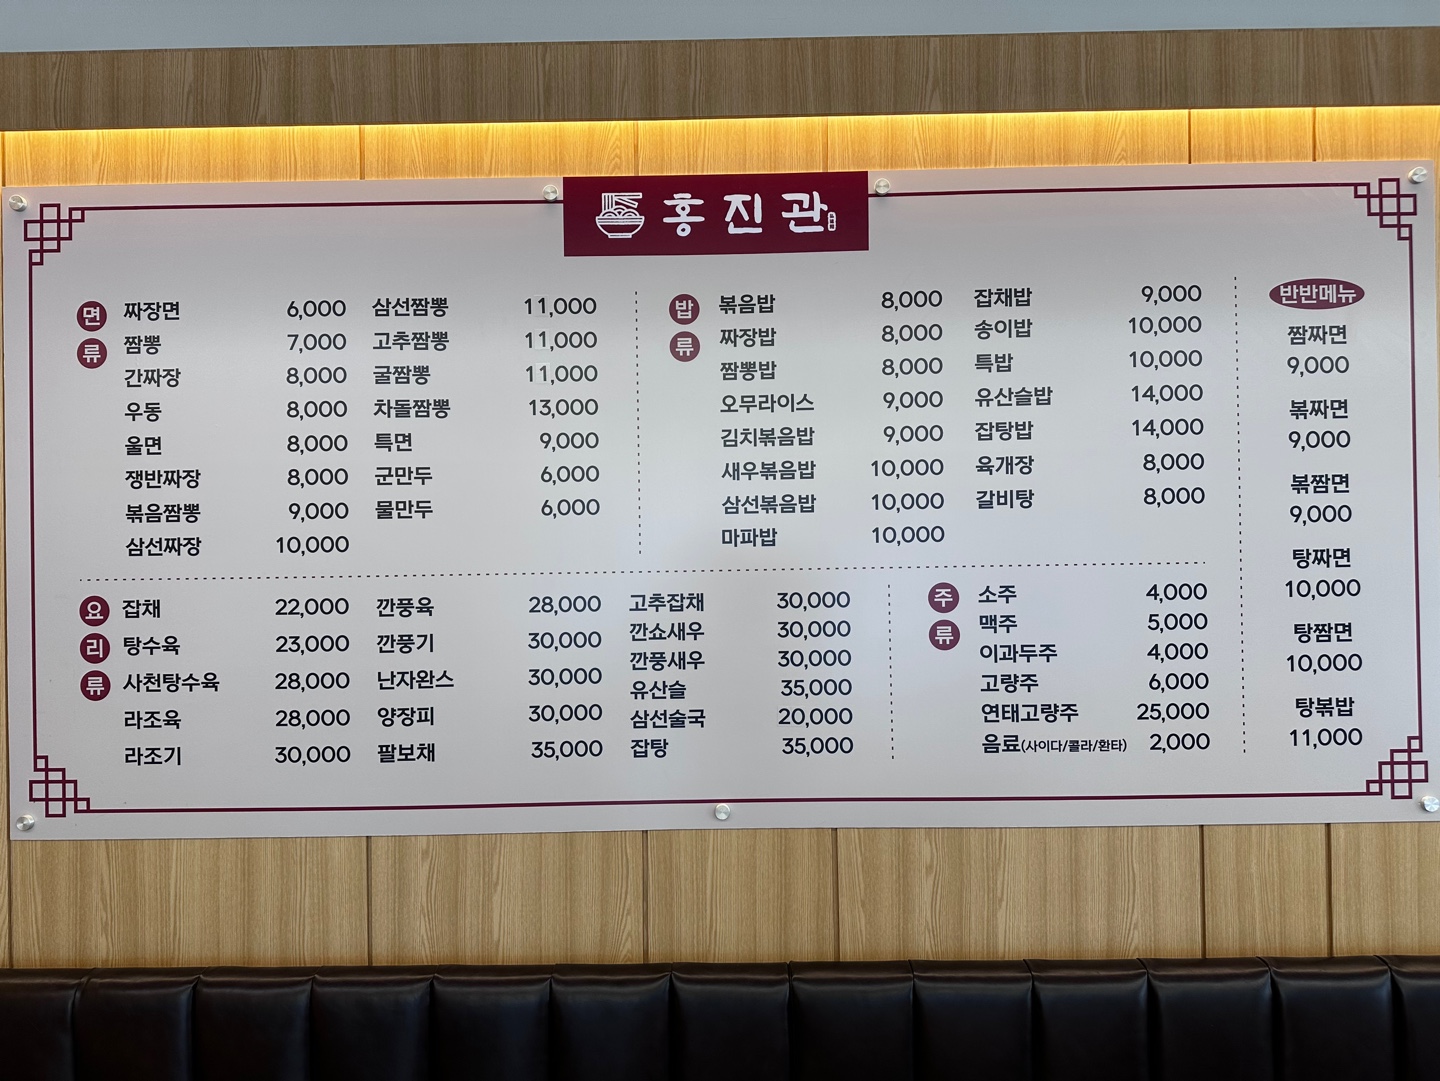 홍진관
면류
짜장면 6,000
짬뽕 7,000
간짜장 8,000
우동 8,000
울면 8,000
쟁반짜장 8,000
볶음짬뽕 9,000
삼선짜장 10,000
삼선짬뽕 11,000
고추짬뽕 11,000
굴짬뽕 11,000
차돌짬뽕 13,000
특면 9,000
군만두 6,000
물만두 6,000
밥류
볶음밥 8,000
짜장밥 8,000
짬뽕밥 8,000
오무라이스 9,000
김치볶음밥 9,000
새우볶음밥 10,000
삼선볶음밥 10,000
마파밥 10,000
잡채밥 9,000
송이밥 10,000
특밥 10,000
유산슬밥 14,000
잡탕밥 14,000
육개장 8,000
갈비탕 8,000
반반메뉴
짬짜면
9,000
볶짜면
9,000
볶짬면
9,000
탕짜면
10,000
탕짬면
10,000
탕볶밥
11,000
요리류
잡채 22,000
탕수육 23,000
사천탕수육 28,000
라조육 28,000
라조기 30,000
깐풍육 28,000
깐풍기 30,000
난자완스 30,000
양장피 30,000
팔보채 35,000
고추잡채 30,000
깐쇼새우 30,000
깐풍새우 30,000
유산슬 35,000
삼선술국 20,000
잡탕 35,000
주류
소주 4,000
맥주 5,000
이과두주 4,000
고량주 6,000
연태고량주 25,000
음료(사이다/콜라/환타) 2,000